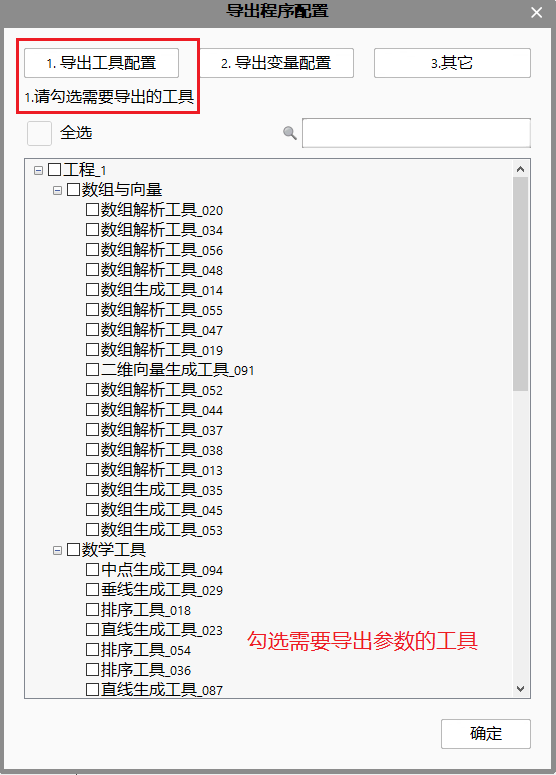 导出程序配置
1. 导出工具配置
2. 导出变量配置
3.其它
1.请勾选需要导出的工具
全选
工程_1
数组与向量
数组解析工具_020
数组解析工具_034
数组解析工具_056
数组解析工具_048
数组生成工具_014
数组解析工具_055
数组解析工具_047
数组解析工具_019
二维向量生成工具_091
数组解析工具_052
数组解析工具_044
数组解析工具_037
数组解析工具_038
数组解析工具_013
数组生成工具_035
数组生成工具_045
数组生成工具_053
数学工具
中点生成工具_094
垂线生成工具_029
排序工具_018
直线生成工具_023
勾选需要导出参数的工具
排序工具_054
排序工具_036
直线生成工具_087
确定